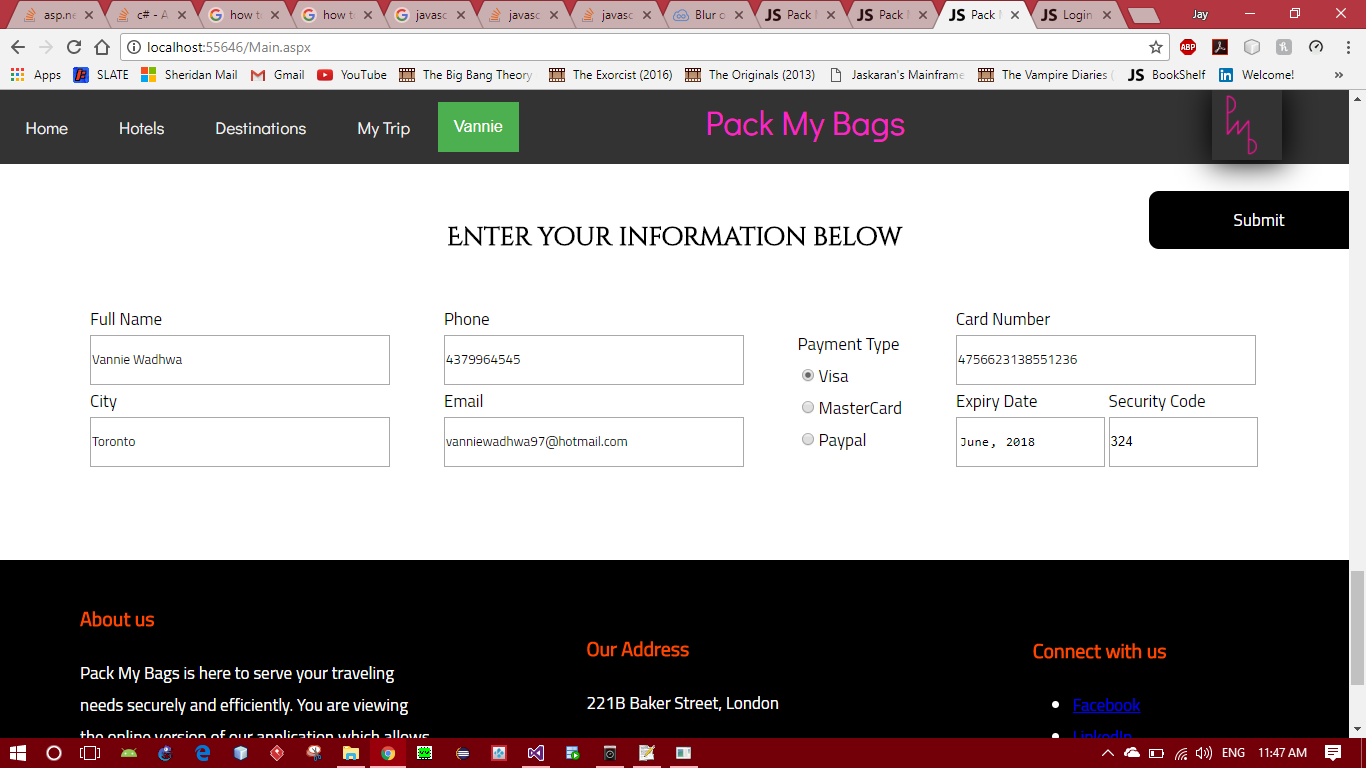 asp.ne
c# - A
how t
how t
javasc
javasc
javasc
Blur o
Pack M
Pack M
Pack M
Login
Jay
localhost:55646/Main.aspx
Apps SLATE Sheridan Mail Gmail YouTube The Big Bang Theory The Exorcist (2016) The Originals (2013) Jaskaran's Mainframe The Vampire Diaries ( BookShelf Welcome! »
Home Hotels Destinations My Trip Vannie Pack My Bags PMB
Submit
Enter your information below
Full Name Phone Card Number
Vannie Wadhwa 4379964545 Payment Type 4756623138551236
Visa
City Email MasterCard Expiry Date Security Code
Toronto vanniewadhwa97@hotmail.com Paypal June, 2018 324
About us
Pack My Bags is here to serve your traveling
needs securely and efficiently. You are viewing
the online version of our application which allows
Our Address
221B Baker Street, London
Connect with us
Facebook
LinkedIn
ENG 11:47 AM